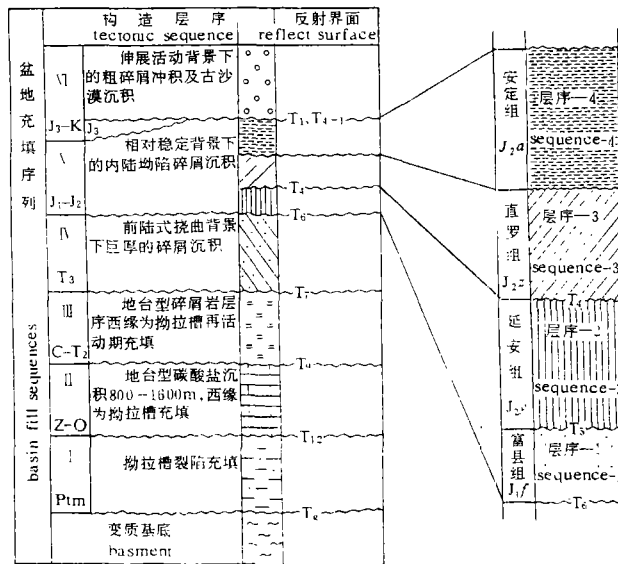 构造层序
tectonic sequence
反射界面
reflect surface
盆地充填序列
basin fill sequences
Ⅵ
J₃-K
J₃
伸展活动背景下
的粗碎屑冲积及古沙
漠沉积
Ⅴ
J₁-J₂
相对稳定背景下
的内陆坳陷碎屑沉积
Ⅳ
T₃
前陆式挠曲背景
下巨厚的碎屑沉积
Ⅲ
C-T₂
地台型碎屑岩层
序西缘为拗拉槽再活
动期充填
Ⅱ
Z-O
地台型碳酸盐沉
积800-1600m,西缘
为拗拉槽充填
Ⅰ
Ptm
拗拉槽裂陷充填
变质基底
basment
T₄
T₆
T₇
T₉
T₁₂
T₈
安定组
J₂a
层序—4
sequence-4
直罗组
J₂z
层序—3
sequence-3
T₄
延安组
J₂y
层序—2
T₅
富县组
J₁f
层序—1
T₆